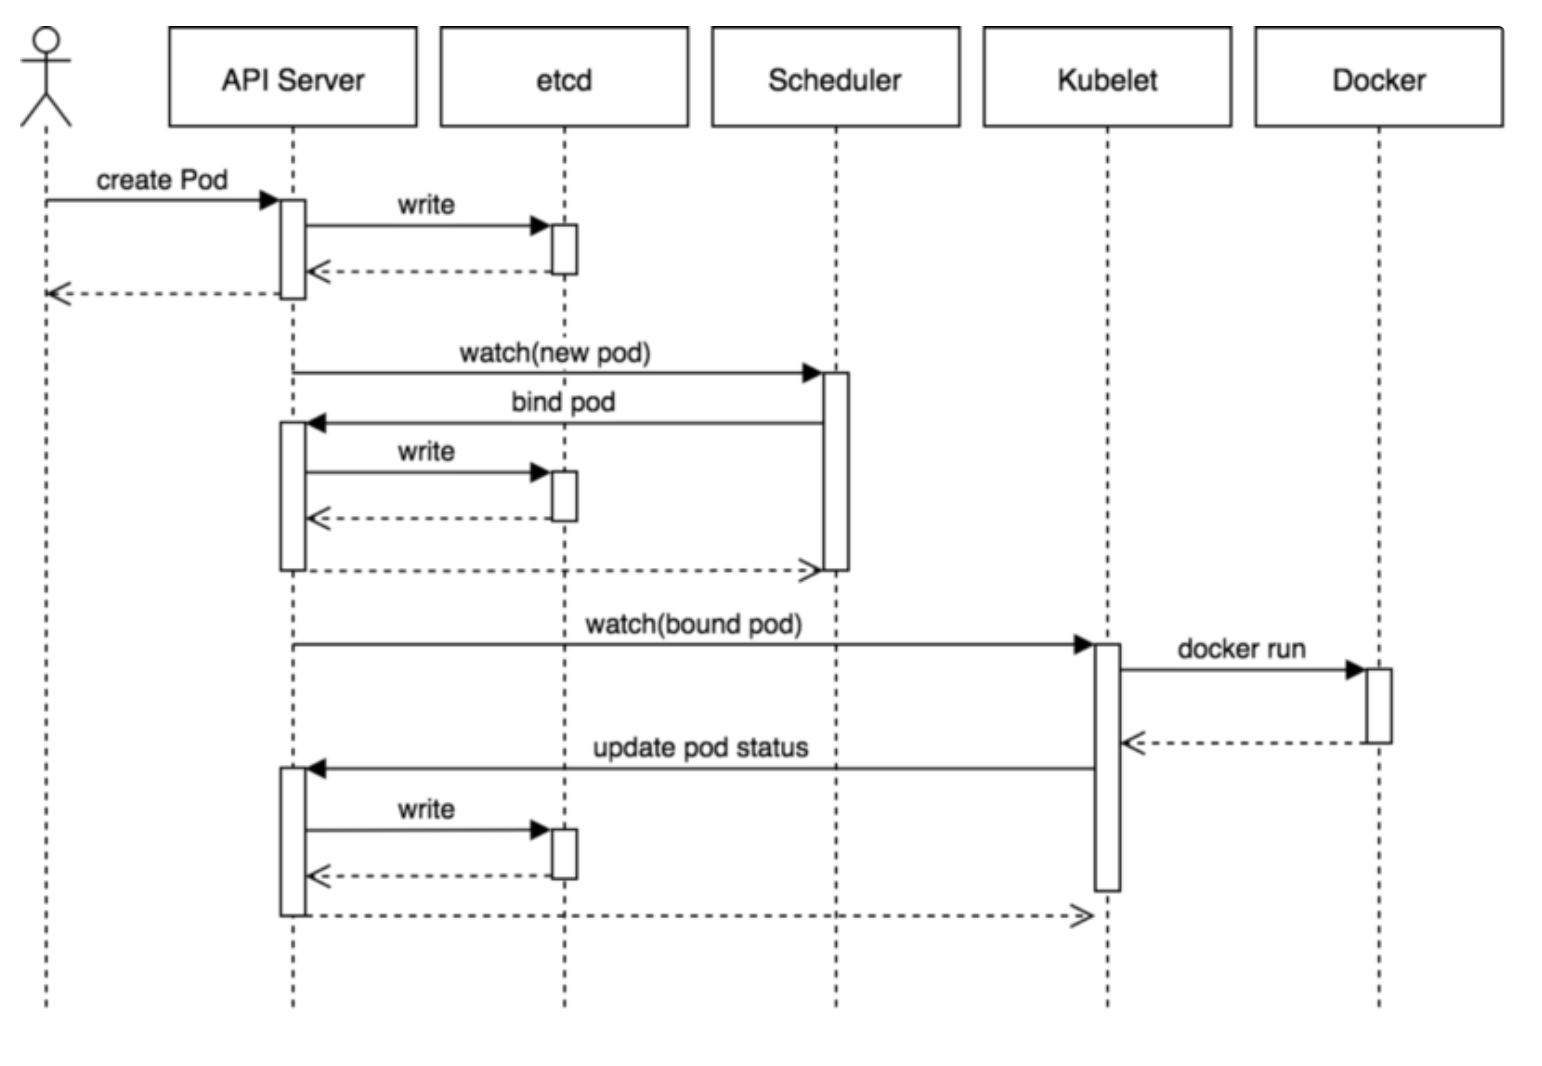 API Server
etcd
Scheduler
Kubelet
Docker
create Pod
write
watch(new pod)
bind pod
write
watch(bound pod)
docker run
update pod status
write